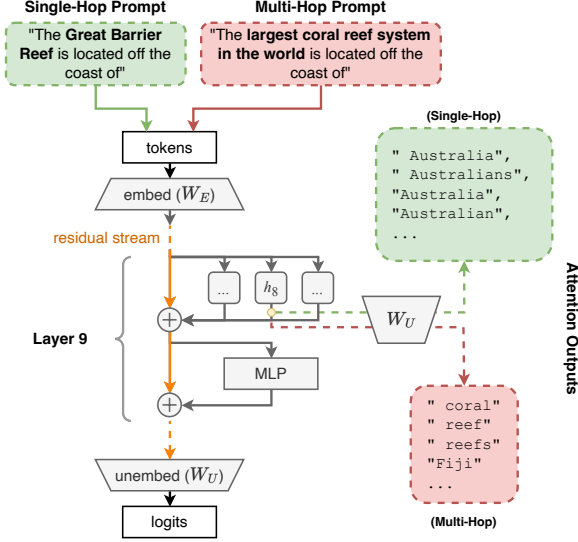 Single-Hop Prompt
Multi-Hop Prompt
"The Great Barrier
Reef is located off the
coast of"
"The largest coral reef system
in the world is located off the
coast of"
tokens
embed (W_E)
residual stream
Layer 9
...
h_8
...
MLP
unembed (W_U)
logits
W_U
(Single-Hop)
" Australia",
" Australians",
"Australia",
"Australian",
...
Attention Outputs
" coral"
" reef"
" reefs"
"Fiji"
...
(Multi-Hop)